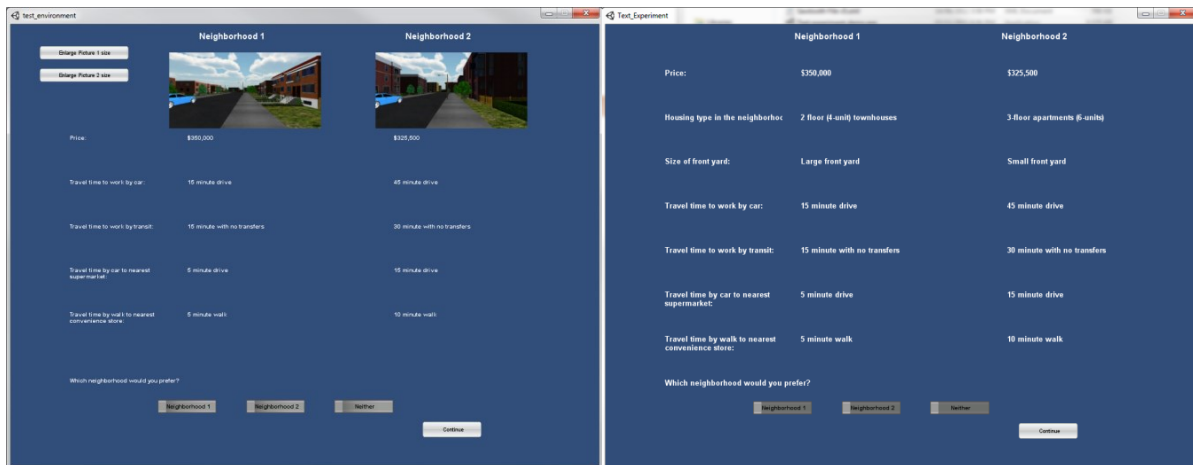 test_environment
Neighborhood 1 Neighborhood 2
Enlarge Picture 1 size
Enlarge Picture 2 size
Price: $350,000 $325,500
Travel time to work by car: 15 minute drive 45 minute drive
Travel time to work by transit: 15 minute with no transfers 30 minute with no transfers
Travel time by car to nearest 5 minute drive 15 minute drive
supermarket:
Travel time by walk to nearest 5 minute walk 10 minute walk
convenience store:
Which neighborhood would you prefer?
Neighborhood 1 Neighborhood 2 Neither
Continue
Text_Experiment
Neighborhood 1 Neighborhood 2
Price: $350,000 $325,500
Housing type in the neighborhoc 2 floor (4-unit) townhouses 3-floor apartments (6-units)
Size of front yard: Large front yard Small front yard
Travel time to work by car: 15 minute drive 45 minute drive
Travel time to work by transit: 15 minute with no transfers 30 minute with no transfers
Travel time by car to nearest 5 minute drive 15 minute drive
supermarket:
Travel time by walk to nearest 5 minute walk 10 minute walk
convenience store:
Which neighborhood would you prefer?
Neighborhood 1 Neighborhood 2 Neither
Continue